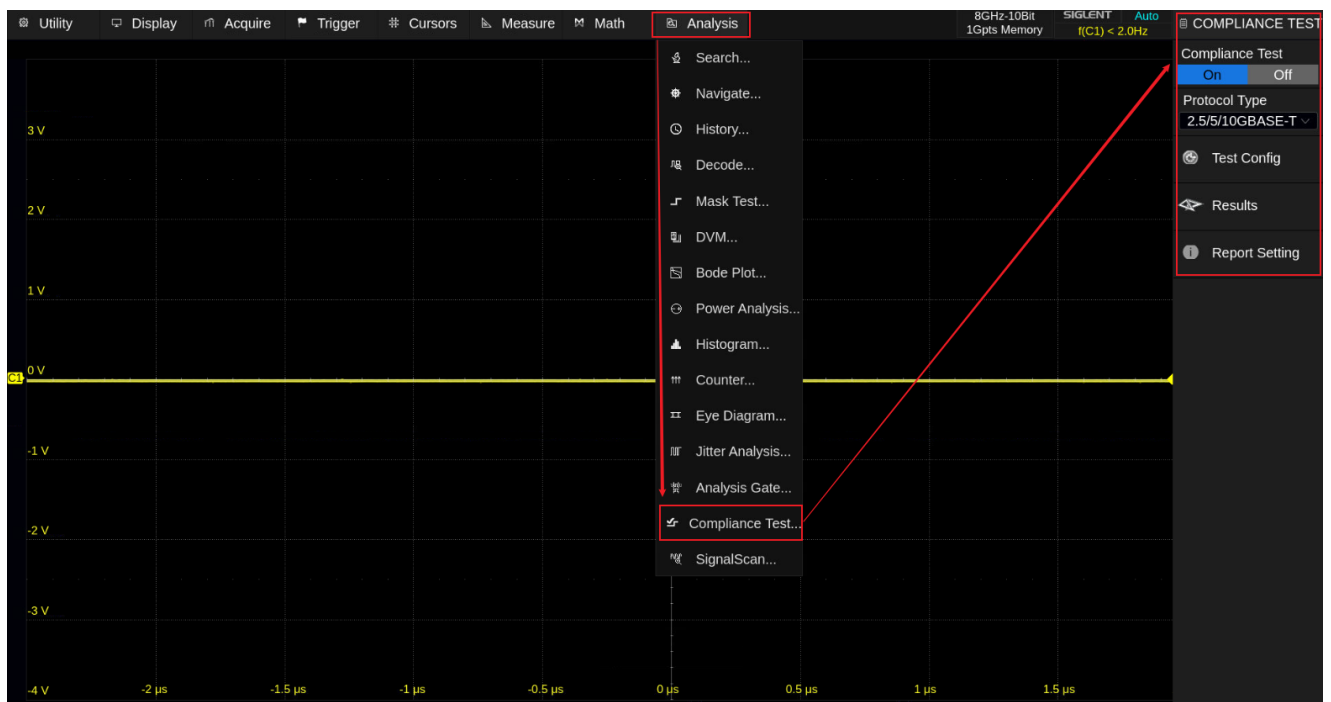 Utility Display Acquire Trigger Cursors Measure Math Analysis
8GHz-10Bit
1Gpts Memory
SIGLENT Auto
f(C1) < 2.0Hz
COMPLIANCE TEST
Compliance Test
On Off
Protocol Type
2.5/5/10GBASE-T
Test Config
Results
Report Setting
Search...
Navigate...
History...
Decode...
Mask Test...
DVM...
Bode Plot...
Power Analysis...
Histogram...
Counter...
Eye Diagram...
Jitter Analysis...
Analysis Gate...
Compliance Test...
SignalScan...
3 V
2 V
1 V
0 V
C1
-1 V
-2 V
-3 V
-4 V
-2 µs -1.5 µs -1 µs -0.5 µs 0 µs 0.5 µs 1 µs 1.5 µs